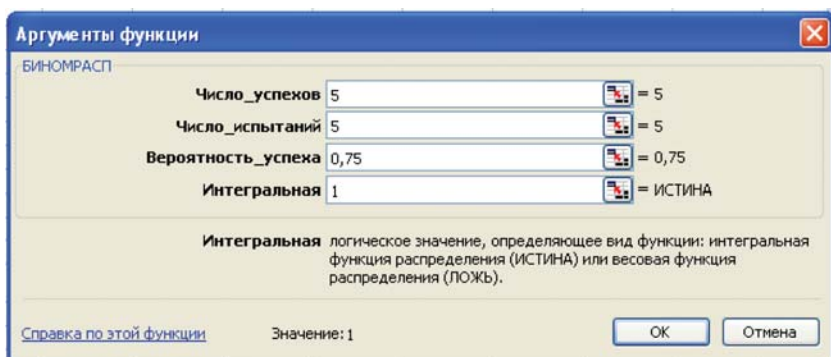 Аргументы функции
БИНОМРАСП
Число_успехов 5 = 5
Число_испытаний 5 = 5
Вероятность_успеха 0,75 = 0,75
Интегральная 1 = ИСТИНА
Интегральная логическое значение, определяющее вид функции: интегральная
функция распределения (ИСТИНА) или весовая функция
распределения (ЛОЖЬ).
Справка по этой функции Значение:1 ОК Отмена